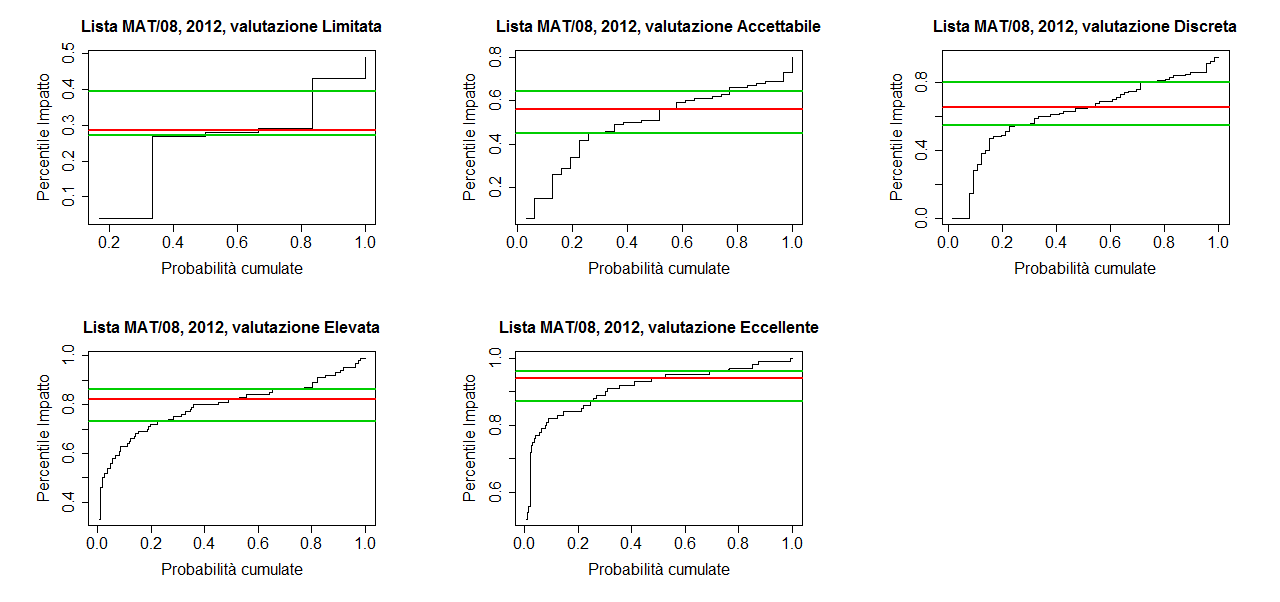 Lista MAT/08, 2012, valutazione Limitata
Percentile Impatto
0.1 0.2 0.3 0.4 0.5
0.2 0.4 0.6 0.8 1.0
Probabilità cumulate
Lista MAT/08, 2012, valutazione Accettabile
Percentile Impatto
0.2 0.4 0.6 0.8
0.0 0.2 0.4 0.6 0.8 1.0
Probabilità cumulate
Lista MAT/08, 2012, valutazione Discreta
Percentile Impatto
0.0 0.4 0.8
0.0 0.2 0.4 0.6 0.8 1.0
Probabilità cumulate
Lista MAT/08, 2012, valutazione Elevata
Percentile Impatto
0.4 0.6 0.8 1.0
0.0 0.2 0.4 0.6 0.8 1.0
Probabilità cumulate
Lista MAT/08, 2012, valutazione Eccellente
Percentile Impatto
0.6 0.8 1.0
0.0 0.2 0.4 0.6 0.8 1.0
Probabilità cumulate